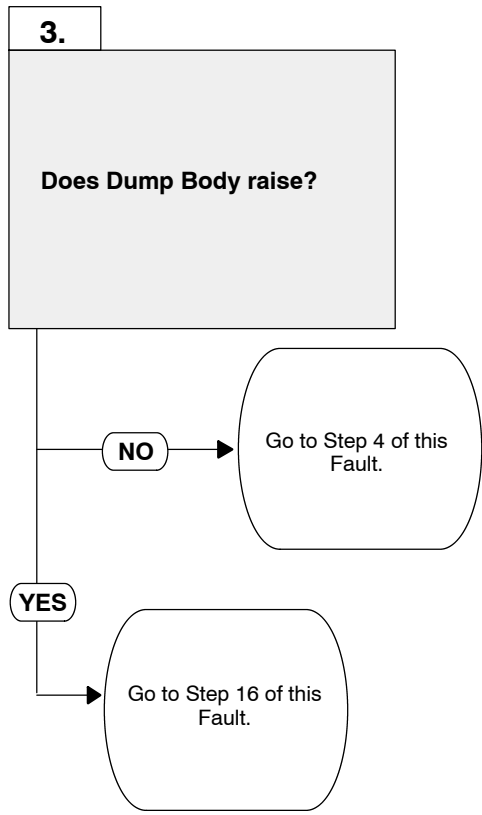 3.
Does Dump Body raise?
NO
Go to Step 4 of this
Fault.
YES
Go to Step 16 of this
Fault.